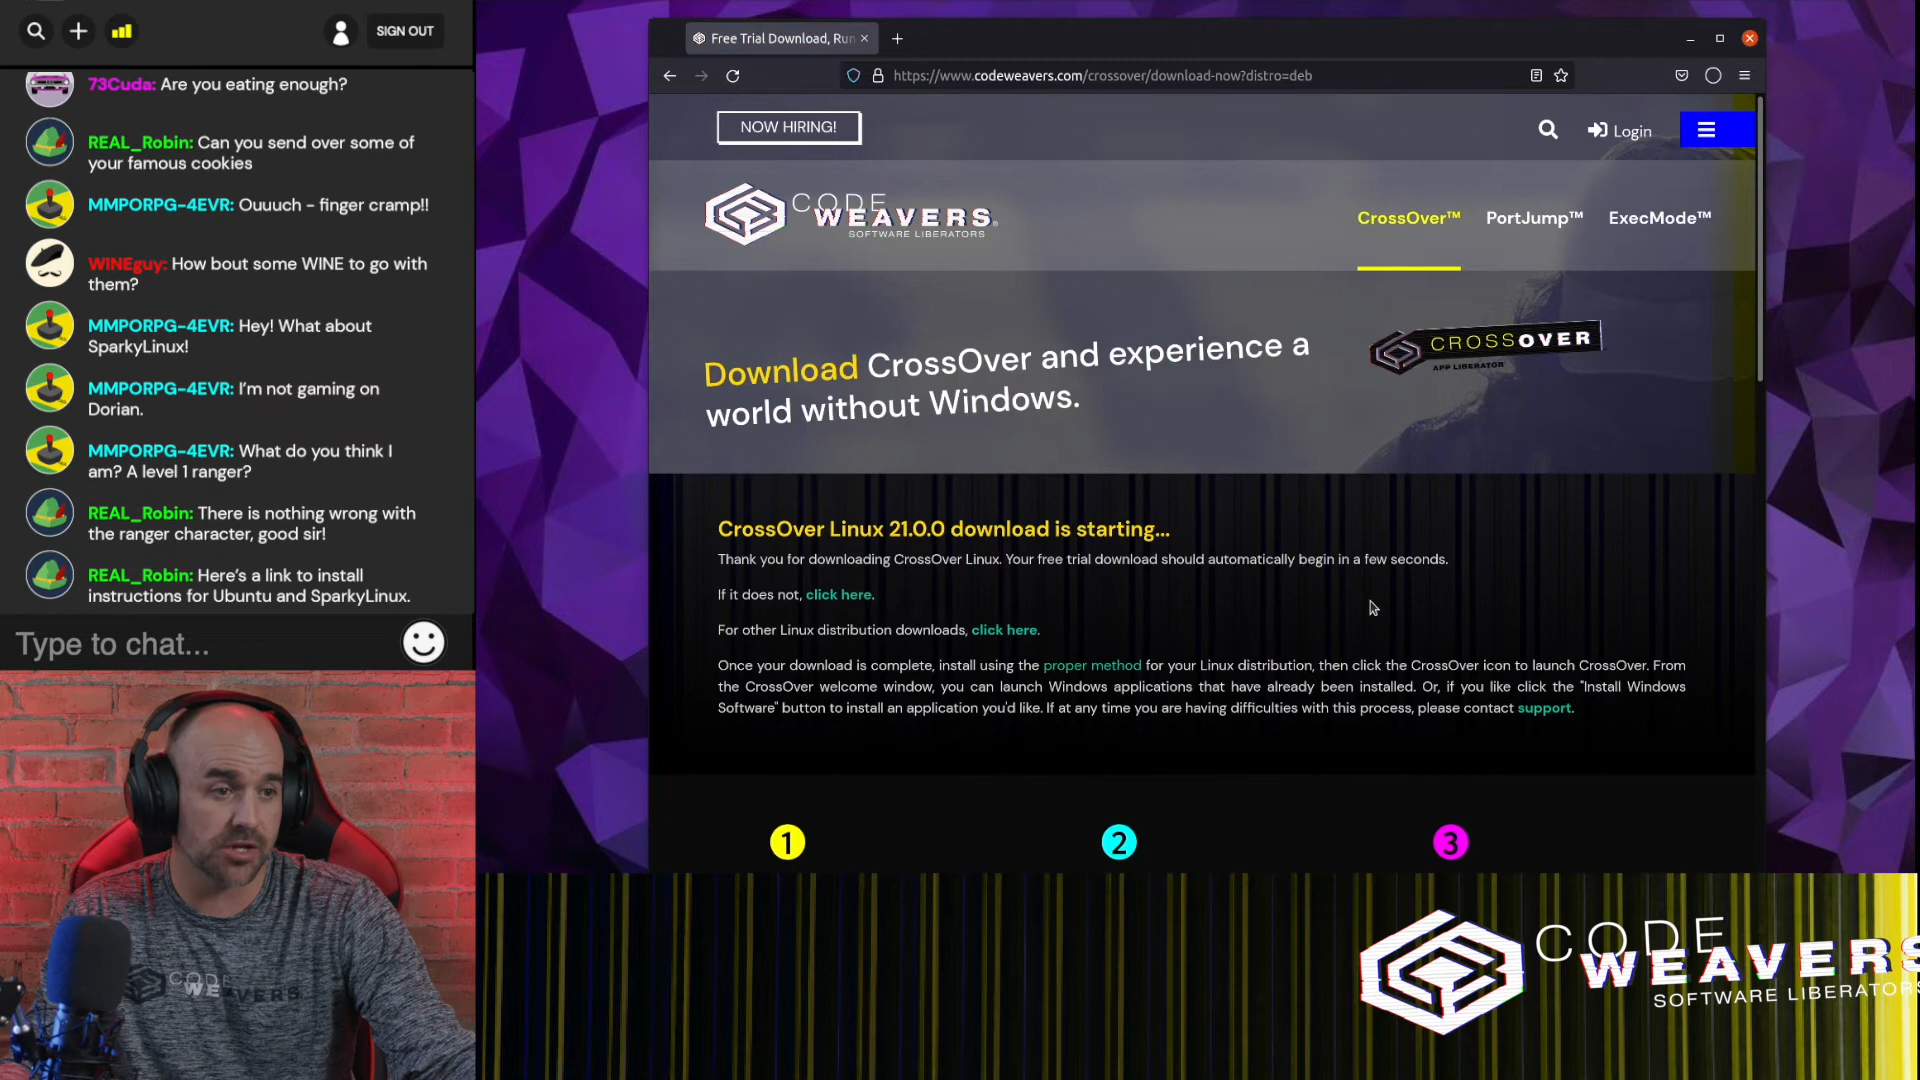 SIGN OUT
73Cuda: Are you eating enough?
REAL_Robin: Can you send over some of
your famous cookies
MMPORPG-4EVR: Ouuuch - finger cramp!!
WINEguy: How bout some WINE to go with
them?
MMPORPG-4EVR: Hey! What about
SparkyLinux!
MMPORPG-4EVR: I'm not gaming on
Dorian.
MMPORPG-4EVR: What do you think I
am? A level 1 ranger?
REAL_Robin: There is nothing wrong with
the ranger character, good sir!
REAL_Robin: Here's a link to install
instructions for Ubuntu and SparkyLinux.
Type to chat...
CODE
WEAVERS
Free Trial Download, Run
https://www.codeweavers.com/crossover/download-now?distro=deb
NOW HIRING!
Login
CODE
WEAVERS
SOFTWARE LIBERATORS
CrossOver™ PortJump™ ExecMode™
Download CrossOver and experience a
world without Windows.
CROSSOVER
APP LIBERATOR
CrossOver Linux 21.0.0 download is starting...
Thank you for downloading CrossOver Linux. Your free trial download should automatically begin in a few seconds.
If it does not, click here.
For other Linux distribution downloads, click here.
Once your download is complete, install using the proper method for your Linux distribution, then click the CrossOver icon to launch CrossOver. From
the CrossOver welcome window, you can launch Windows applications that have already been installed. Or, if you like click the "Install Windows
Software" button to install an application you'd like. If at any time you are having difficulties with this process, please contact support.
1 2 3
CODE
WEAVERS
SOFTWARE LIBERATORS